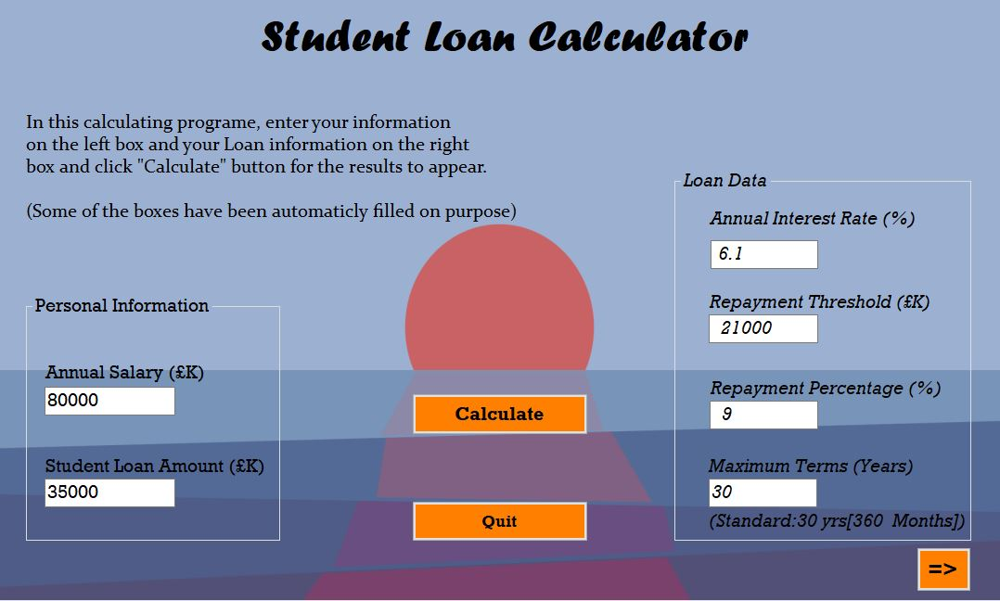 Student Loan Calculator
In this calculating programe, enter your information
on the left box and your Loan information on the right
box and click "Calculate" button for the results to appear.
(Some of the boxes have been automaticly filled on purpose)
Personal Information
Annual Salary (£K)
80000
Student Loan Amount (£K)
35000
Calculate
Quit
Loan Data
Annual Interest Rate (%)
6.1
Repayment Threshold (£K)
21000
Repayment Percentage (%)
9
Maximum Terms (Years)
30
(Standard:30 yrs[360 Months])
=>